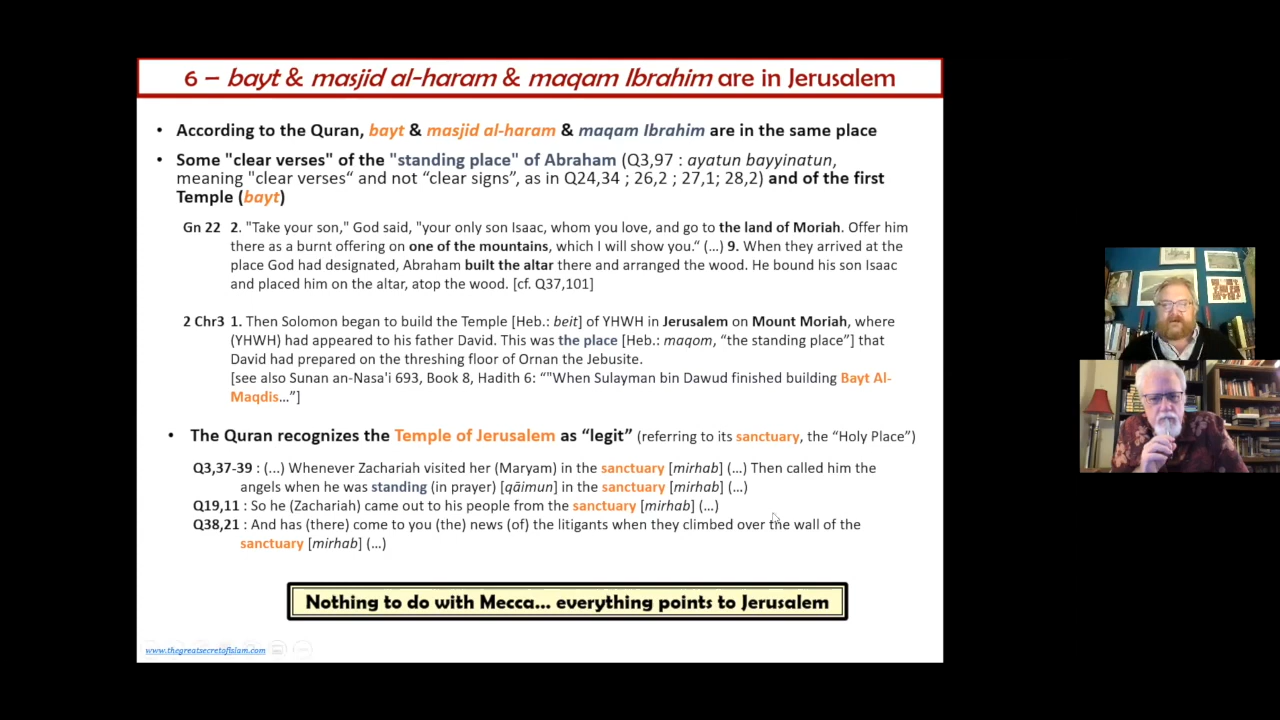 6 – bayt & masjid al-haram & maqam Ibrahim are in Jerusalem
• According to the Quran, bayt & masjid al-haram & maqam Ibrahim are in the same place
• Some "clear verses" of the "standing place" of Abraham (Q3,97 : ayatun bayyinatun,
meaning "clear verses“ and not “clear signs”, as in Q24,34 ; 26,2 ; 27,1; 28,2) and of the first
Temple (bayt)
Gn 22 2. "Take your son," God said, "your only son Isaac, whom you love, and go to the land of Moriah. Offer him
there as a burnt offering on one of the mountains, which I will show you.“ (…) 9. When they arrived at the
place God had designated, Abraham built the altar there and arranged the wood. He bound his son Isaac
and placed him on the altar, atop the wood. [cf. Q37,101]
2 Chr3 1. Then Solomon began to build the Temple [Heb.: beit] of YHWH in Jerusalem on Mount Moriah, where
(YHWH) had appeared to his father David. This was the place [Heb.: maqom, “the standing place”] that
David had prepared on the threshing floor of Ornan the Jebusite.
[see also Sunan an-Nasa'i 693, Book 8, Hadith 6: “"When Sulayman bin Dawud finished building Bayt Al-
Maqdis…”]
• The Quran recognizes the Temple of Jerusalem as “legit” (referring to its sanctuary, the “Holy Place”)
Q3,37-39 : (...) Whenever Zachariah visited her (Maryam) in the sanctuary [mirhab] (…) Then called him the
angels when he was standing (in prayer) [qāimun] in the sanctuary [mirhab] (…)
Q19,11 : So he (Zachariah) came out to his people from the sanctuary [mirhab] (…)
Q38,21 : And has (there) come to you (the) news (of) the litigants when they climbed over the wall of the
sanctuary [mirhab] (…)
Nothing to do with Mecca... everything points to Jerusalem
www.thegreatsecretofislam.com